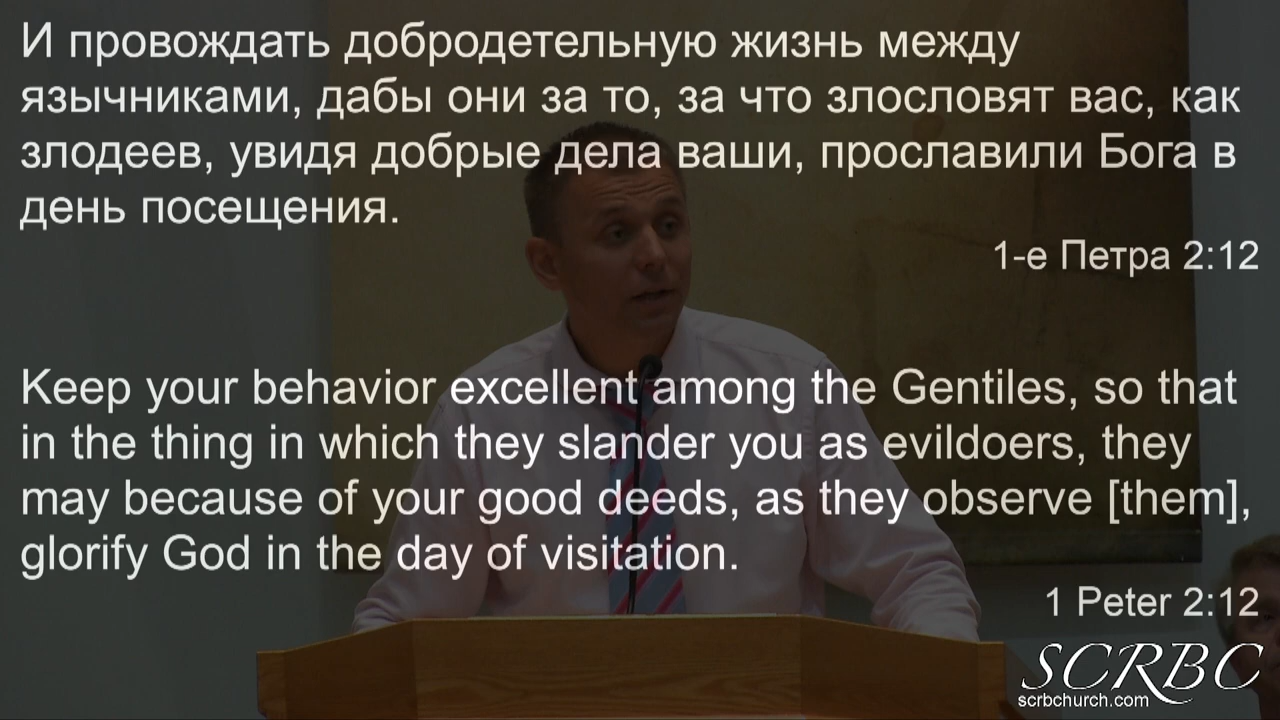 И провождать добродетельную жизнь между
язычниками, дабы они за то, за что злословят вас, как
злодеев, увидя добрые дела ваши, прославили Бога в
день посещения.
1-е Петра 2:12
Keep your behavior excellent among the Gentiles, so that
in the thing in which they slander you as evildoers, they
may because of your good deeds, as they observe [them],
glorify God in the day of visitation.
1 Peter 2:12
SCRBC
scrbchurch.com